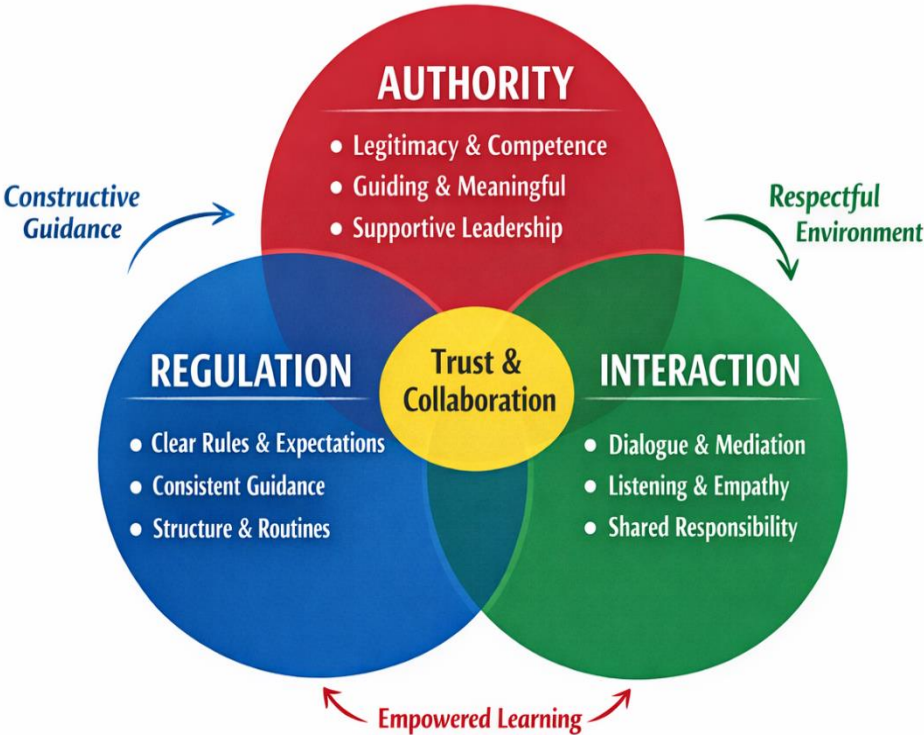 AUTHORITY
• Legitimacy & Competence
• Guiding & Meaningful
• Supportive Leadership
Constructive
Guidance
Respectful
Environment
Trust &
Collaboration
REGULATION
• Clear Rules & Expectations
• Consistent Guidance
• Structure & Routines
INTERACTION
• Dialogue & Mediation
• Listening & Empathy
• Shared Responsibility
Empowered Learning